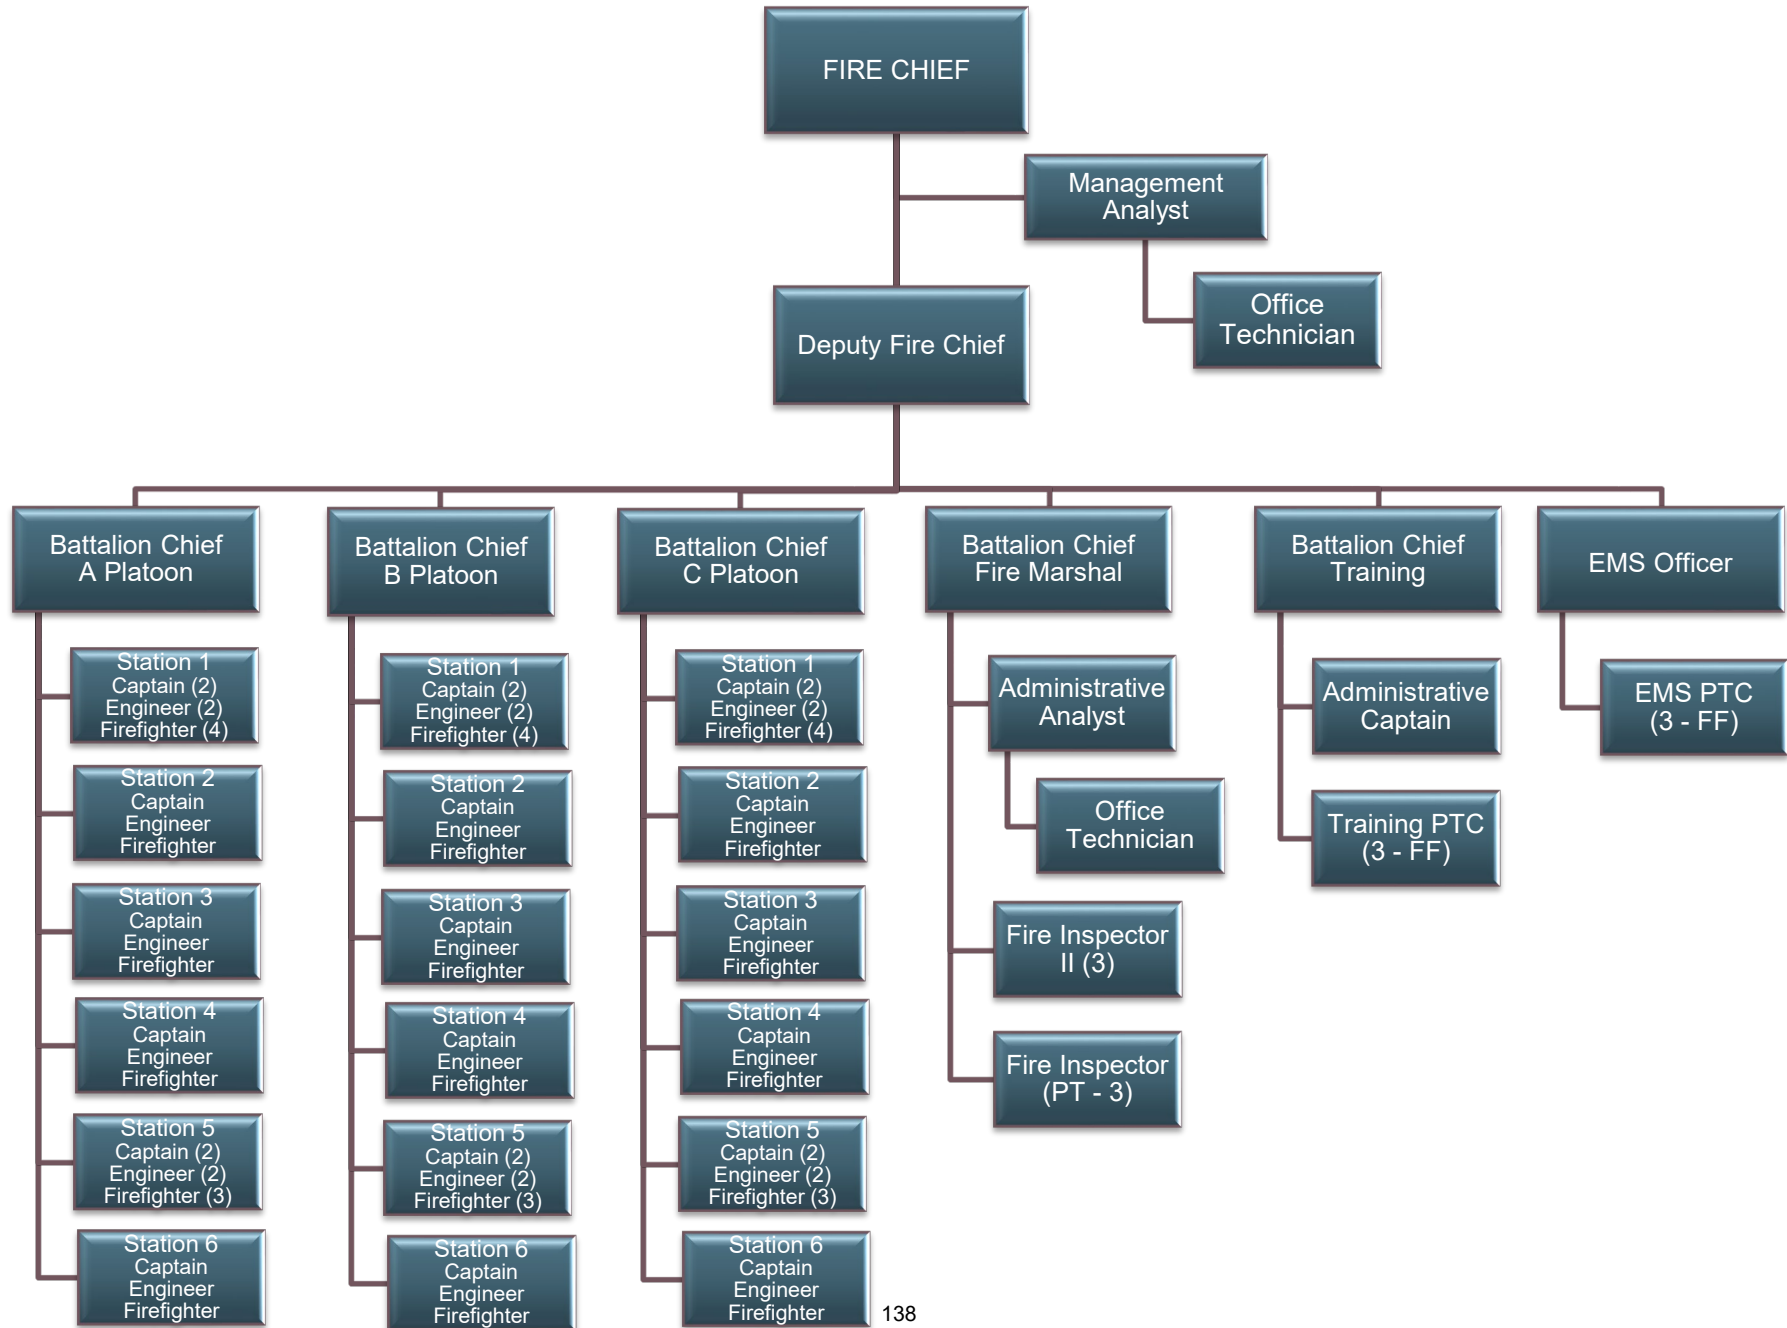 FIRE CHIEF
Management
Analyst
Office
Technician
Deputy Fire Chief
Battalion Chief
A Platoon
Station 1
Captain (2)
Engineer (2)
Firefighter (4)
Station 2
Captain
Engineer
Firefighter
Station 3
Captain
Engineer
Firefighter
Station 4
Captain
Engineer
Firefighter
Station 5
Captain (2)
Engineer (2)
Firefighter (3)
Station 6
Captain
Engineer
Firefighter
Battalion Chief
B Platoon
Station 1
Captain (2)
Engineer (2)
Firefighter (4)
Station 2
Captain
Engineer
Firefighter
Station 3
Captain
Engineer
Firefighter
Station 4
Captain
Engineer
Firefighter
Station 5
Captain (2)
Engineer (2)
Firefighter (3)
Station 6
Captain
Engineer
Firefighter
Battalion Chief
C Platoon
Station 1
Captain (2)
Engineer (2)
Firefighter (4)
Station 2
Captain
Engineer
Firefighter
Station 3
Captain
Engineer
Firefighter
Station 4
Captain
Engineer
Firefighter
Station 5
Captain (2)
Engineer (2)
Firefighter (3)
Station 6
Captain
Engineer
Firefighter
Battalion Chief
Fire Marshal
Administrative
Analyst
Office
Technician
Fire Inspector
II (3)
Fire Inspector
(PT - 3)
Battalion Chief
Training
Administrative
Captain
Training PTC
(3 - FF)
EMS Officer
EMS PTC
(3 - FF)
138